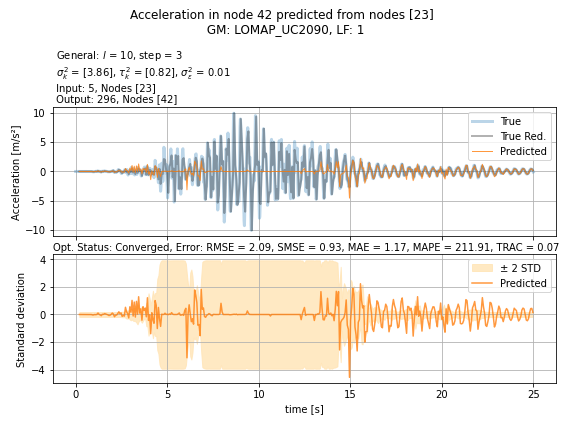 Acceleration in node 42 predicted from nodes [23]
GM: LOMAP_UC2090, LF: 1
General: l = 10, step = 3
σ²ₖ = [3.86], τ²ₖ = [0.82], σ²ε = 0.01
Input: 5, Nodes [23]
Output: 296, Nodes [42]
Acceleration [m/s²]
10
5
0
−5
−10
True
True Red.
Predicted
Opt. Status: Converged, Error: RMSE = 2.09, SMSE = 0.93, MAE = 1.17, MAPE = 211.91, TRAC = 0.07
Standard deviation
4
2
0
−2
−4
± 2 STD
Predicted
0 5 10 15 20 25
time [s]